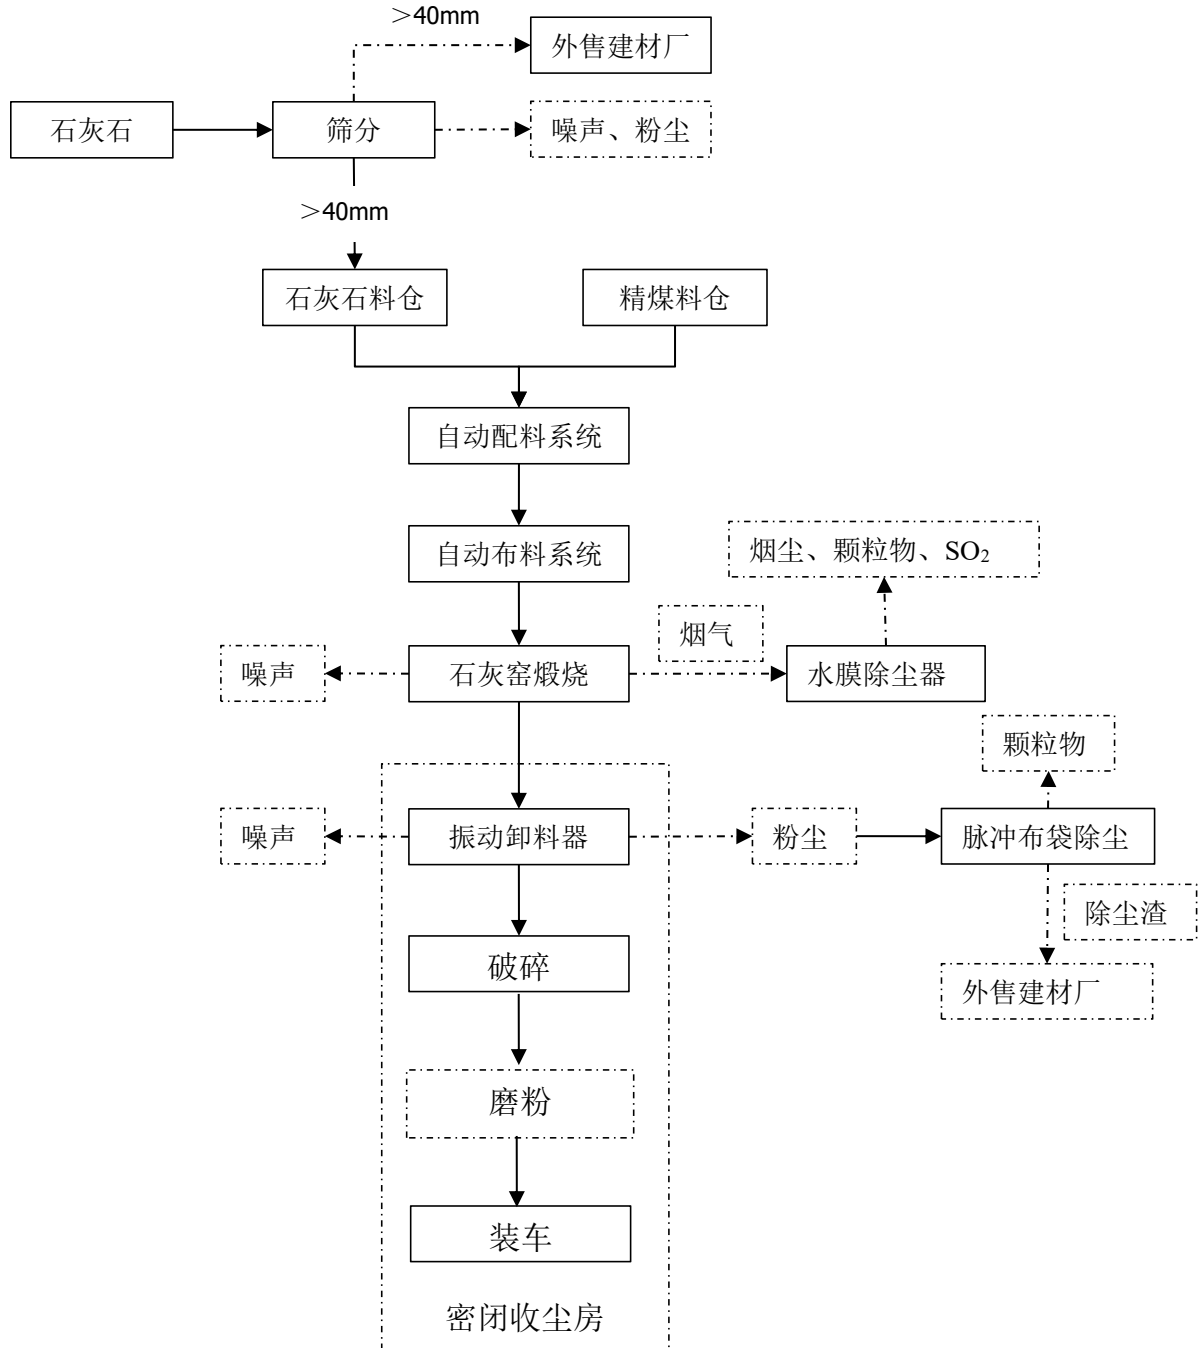 ＞40mm
外售建材厂
石灰石
筛分
噪声、粉尘
＞40mm
石灰石料仓
精煤料仓
自动配料系统
自动布料系统
烟尘、颗粒物、SO₂
烟气
噪声
石灰窑煅烧
水膜除尘器
颗粒物
噪声
振动卸料器
粉尘
脉冲布袋除尘
除尘渣
破碎
外售建材厂
磨粉
装车
密闭收尘房